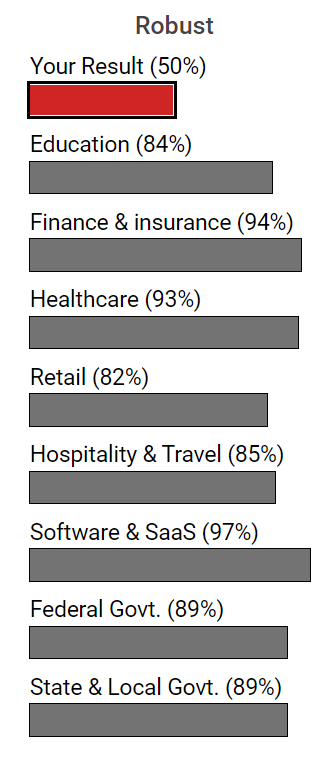 Robust
Your Result (50%)
Education (84%)
Finance & insurance (94%)
Healthcare (93%)
Retail (82%)
Hospitality & Travel (85%)
Software & SaaS (97%)
Federal Govt. (89%)
State & Local Govt. (89%)